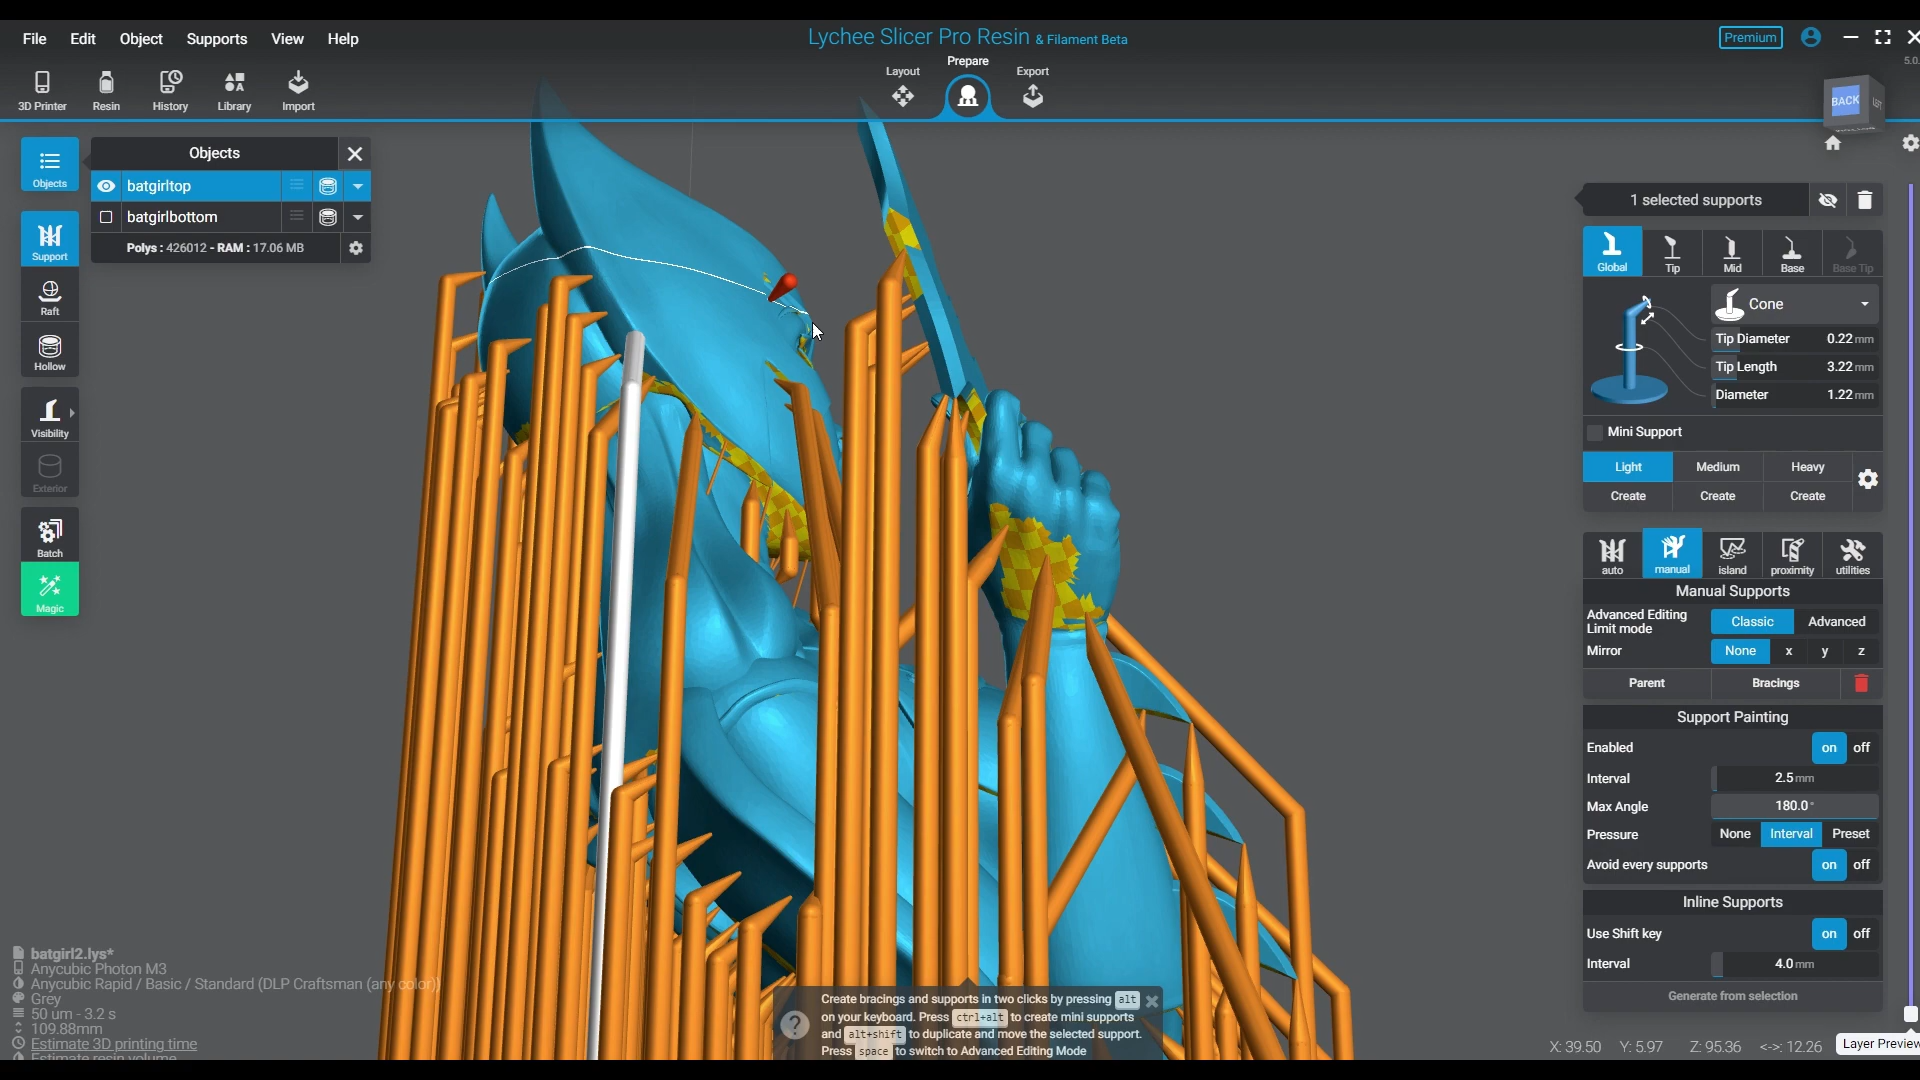 File Edit Object Supports View Help
Lychee Slicer Pro Resin & Filament Beta
Premium
5.0.
3D Printer Resin History Library Import
Layout Prepare Export
BACK
Objects
Objects
batgirltop
batgirlbottom
Polys : 426012 - RAM : 17.06 MB
Support
Raft
Hollow
Visibility
Exterior
Batch
Magic
1 selected supports
Global Tip Mid Base Base Tip
Cone
Tip Diameter 0.22 mm
Tip Length 3.22 mm
Diameter 1.22 mm
Mini Support
Light Medium Heavy
Create Create Create
auto manual island proximity utilities
Manual Supports
Advanced Editing
Limit mode
Classic Advanced
Mirror None x y z
Parent Bracings
Support Painting
Enabled on off
Interval 2.5 mm
Max Angle 180.0 °
Pressure None Interval Preset
Avoid every supports on off
Inline Supports
Use Shift key on off
Interval 4.0 mm
Generate from selection
batgirl2.lys*
Anycubic Photon M3
Anycubic Rapid / Basic / Standard (DLP Craftsman (any color))
Grey
50 um - 3.2 s
109.88mm
Estimate 3D printing time
Estimate resin volume
Create bracings and supports in two clicks by pressing alt
on your keyboard. Press ctrl+alt to create mini supports
and alt+shift to duplicate and move the selected support.
Press space to switch to Advanced Editing Mode
X: 39.50 Y: 5.97 Z: 95.36 <->: 12.26
Layer Preview